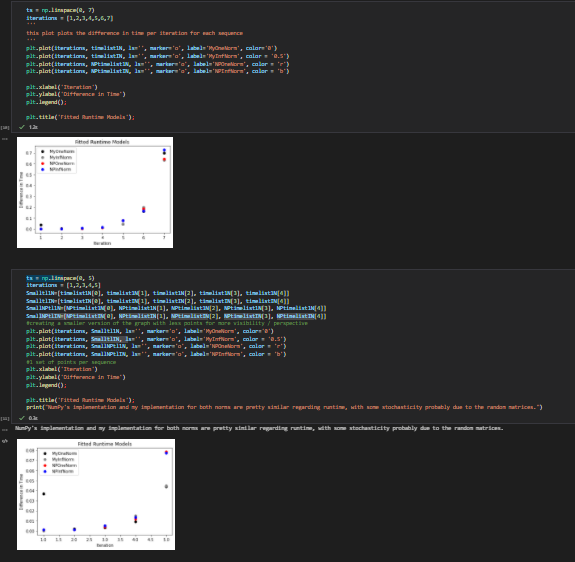 ts = np.linspace(0, 7)
iterations = [1,2,3,4,5,6,7]
'''
this plot plots the difference in time per iteration for each sequence
'''
plt.plot(iterations, timelist1N, ls='', marker='o', label='MyOneNorm', color='0')
plt.plot(iterations, timelistIN, ls='', marker='o', label='MyInfNorm', color = '0.5')
plt.plot(iterations, NPtimelist1N, ls='', marker='o', label='NPOneNorm', color = 'r')
plt.plot(iterations, NPtimelistIN, ls='', marker='o', label='NPInfNorm', color = 'b')
plt.xlabel('Iteration')
plt.ylabel('Difference in Time')
plt.legend();
plt.title('Fitted Runtime Models');
[10]
✓ 1.2s
...
Fitted Runtime Models
MyOneNorm
MyInfNorm
NPOneNorm
NPInfNorm
0.7
0.6
0.5
0.4
0.3
0.2
0.1
0.0
Difference in Time
1 2 3 4 5 6 7
Iteration
ts = np.linspace(0, 5)
iterations = [1,2,3,4,5]
Smallt1N=[timelist1N[0], timelist1N[1], timelist1N[2], timelist1N[3], timelist1N[4]]
SmalltIN=[timelistIN[0], timelistIN[1], timelistIN[2], timelistIN[3], timelistIN[4]]
SmallNPt1N=[NPtimelist1N[0], NPtimelist1N[1], NPtimelist1N[2], NPtimelist1N[3], NPtimelist1N[4]]
SmallNPtIN=[NPtimelistIN[0], NPtimelistIN[1], NPtimelistIN[2], NPtimelistIN[3], NPtimelistIN[4]]
#creating a smaller version of the graph with less points for more visibility / perspective
plt.plot(iterations, Smallt1N, ls='', marker='o', label='MyOneNorm', color='0')
plt.plot(iterations, SmalltIN, ls='', marker='o', label='MyInfNorm', color = '0.5')
plt.plot(iterations, SmallNPt1N, ls='', marker='o', label='NPOneNorm', color = 'r')
plt.plot(iterations, SmallNPtIN, ls='', marker='o', label='NPInfNorm', color = 'b')
#1 set of points per sequence
plt.xlabel('Iteration')
plt.ylabel('Difference in Time')
plt.legend();
plt.title('Fitted Runtime Models');
print("NumPy's implementation and my implementation for both norms are pretty similar regarding runtime, with some stochasticity probably due to the random matrices.")
[11]
✓ 0.3s
...
NumPy's implementation and my implementation for both norms are pretty similar regarding runtime, with some stochasticity probably due to the random matrices.
Fitted Runtime Models
MyOneNorm
MyInfNorm
NPOneNorm
NPInfNorm
0.08
0.07
0.06
0.05
0.04
0.03
0.02
0.01
0.00
Difference in Time
1.0 1.5 2.0 2.5 3.0 3.5 4.0 4.5 5.0
Iteration